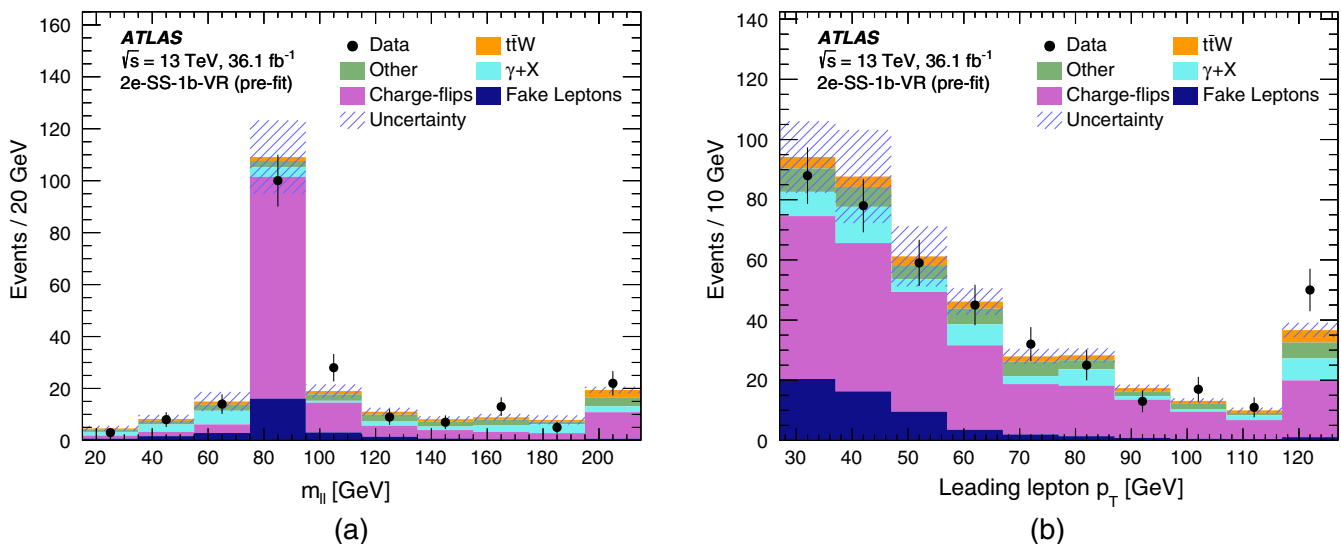 160
140
120
100
80
60
40
20
0
Events / 20 GeV
ATLAS
√s = 13 TeV, 36.1 fb⁻¹
2e-SS-1b-VR (pre-fit)
Data
tt̄W
Other
γ+X
Charge-flips
Fake Leptons
Uncertainty
20 40 60 80 100 120 140 160 180 200
m_ll [GeV]
(a)
140
120
100
80
60
40
20
0
Events / 10 GeV
ATLAS
√s = 13 TeV, 36.1 fb⁻¹
2e-SS-1b-VR (pre-fit)
Data
tt̄W
Other
γ+X
Charge-flips
Fake Leptons
Uncertainty
30 40 50 60 70 80 90 100 110 120
Leading lepton p_T [GeV]
(b)